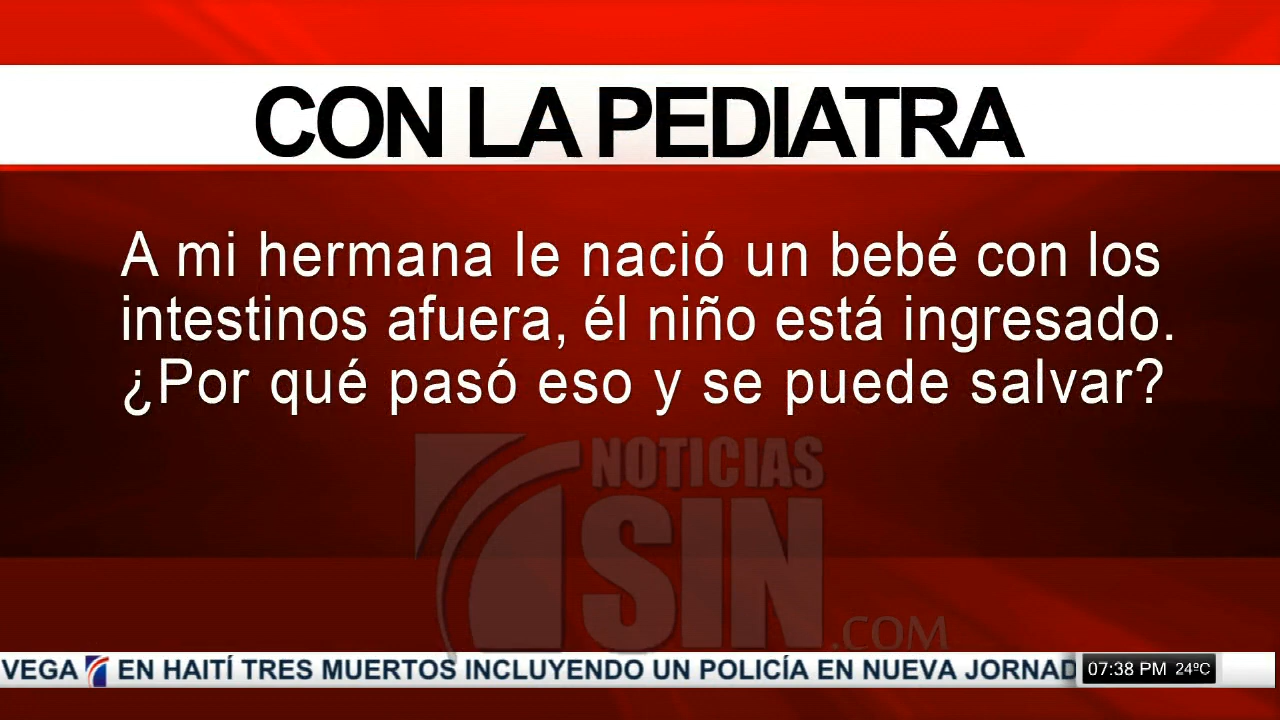 CON LA PEDIATRA
A mi hermana le nació un bebé con los
intestinos afuera, él niño está ingresado.
¿Por qué pasó eso y se puede salvar?
NOTICIAS
SIN
.COM
VEGA EN HAITÍ TRES MUERTOS INCLUYENDO UN POLICÍA EN NUEVA JORNAD 07:38 PM 24ºC